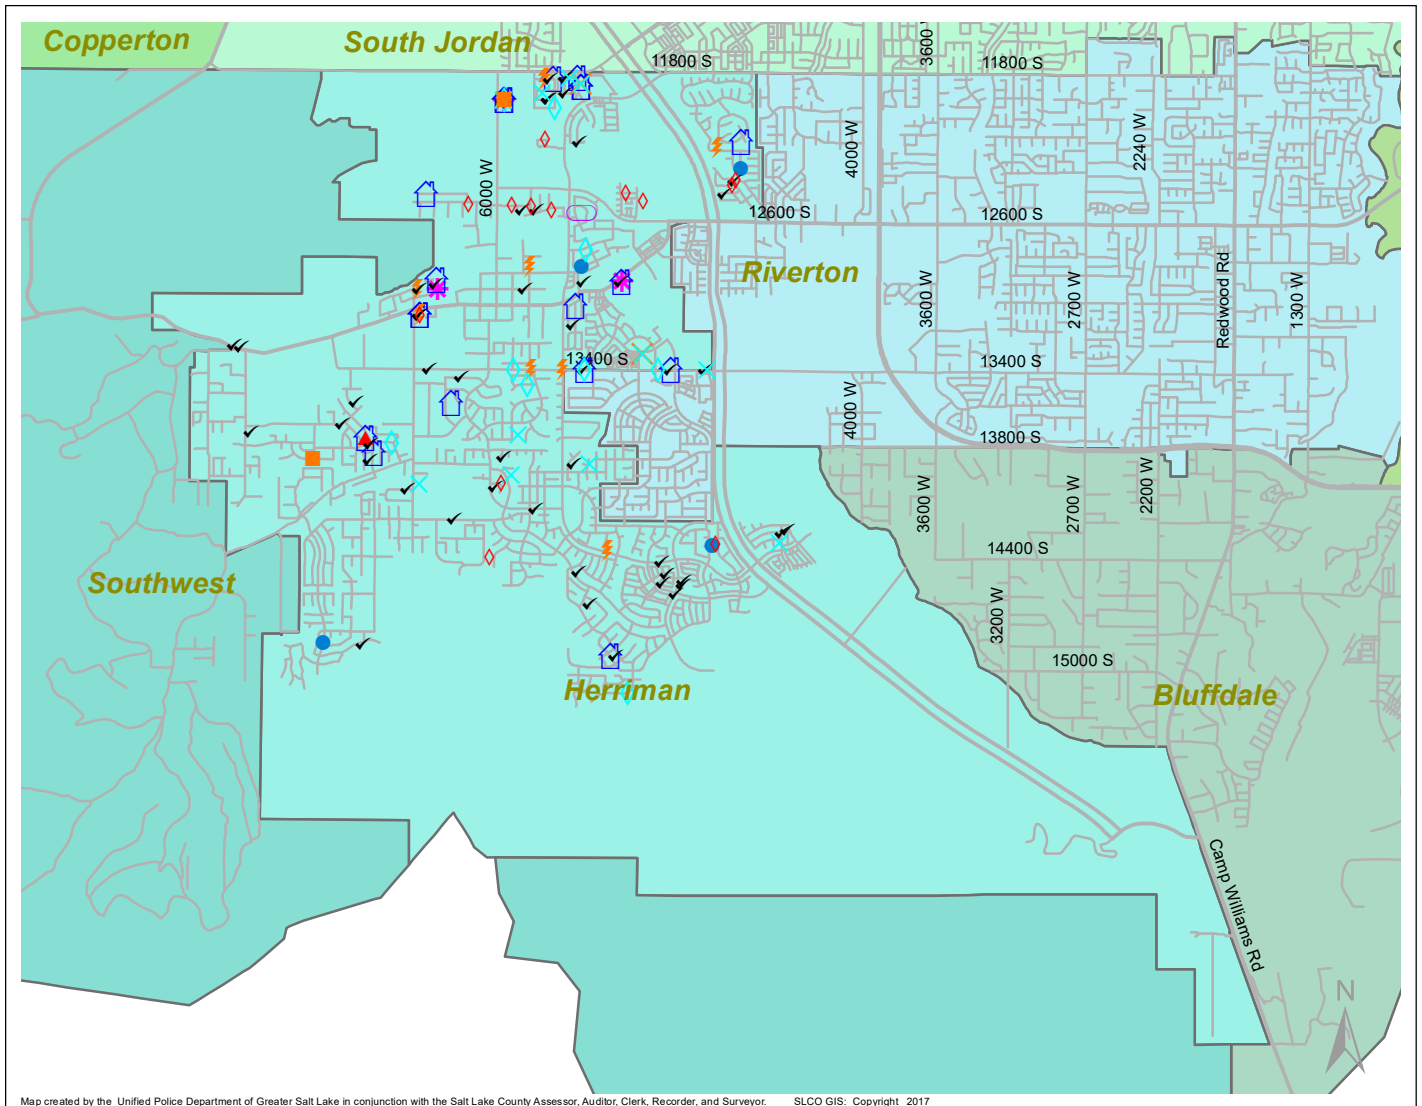 Copperton
South Jordan
11800 S
3600
11800 S
4000 W
2240 W
6000 W
12600 S
12600 S
Riverton
3600 W
2700 W
Redwood Rd
1300 W
13400 S
13400 S
4000 W
13800 S
3600 W
2700 W
2200 W
14400 S
Southwest
3200 W
15000 S
Herriman
Bluffdale
Camp Williams Rd
N
Map created by the Unified Police Department of Greater Salt Lake in conjunction with the Salt Lake County Assessor, Auditor, Clerk, Recorder, and Surveyor. SLCO GIS: Copyright 2017